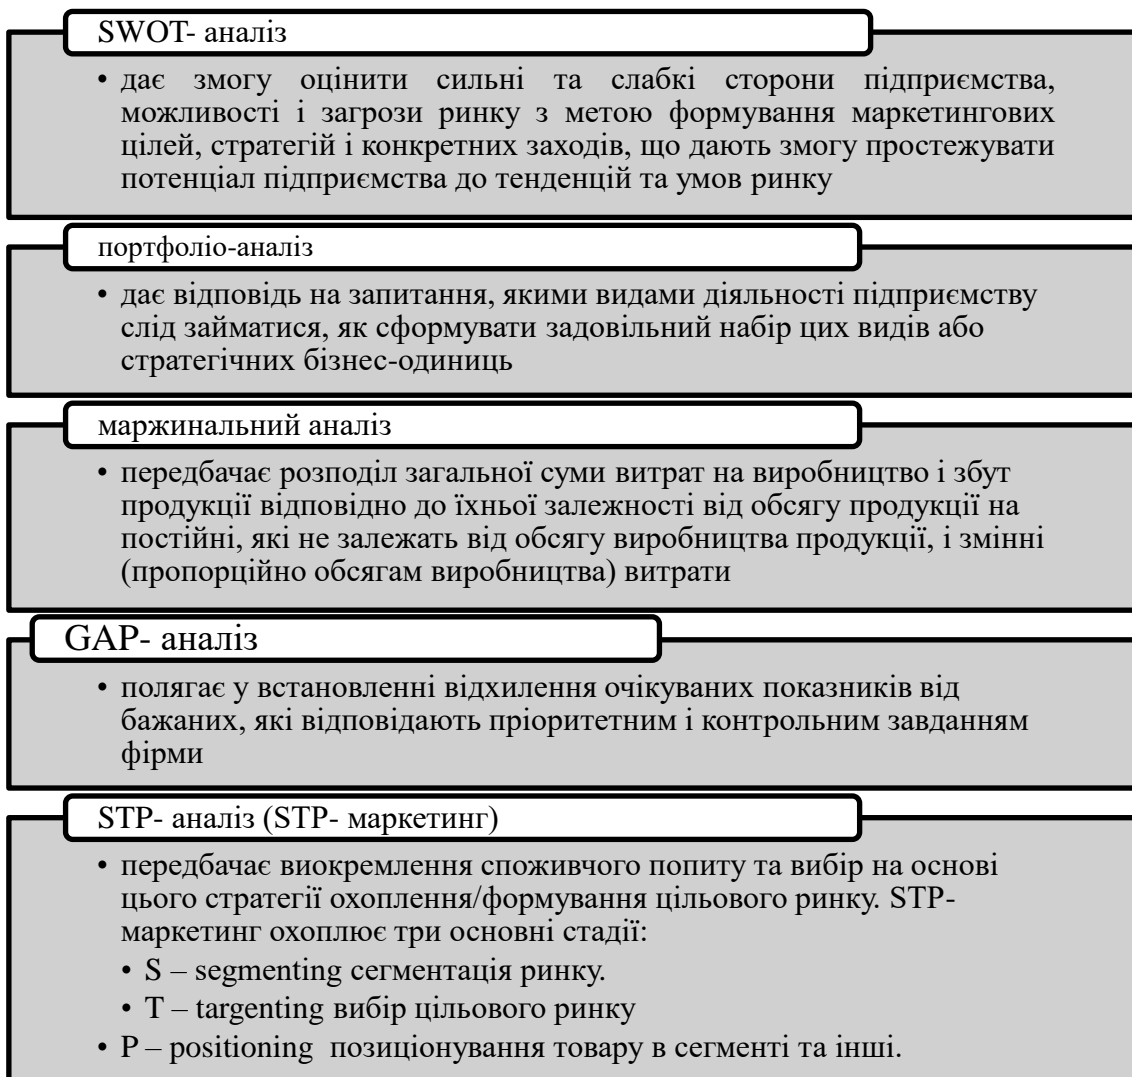 SWOT- аналіз
• дає змогу оцінити сильні та слабкі сторони підприємства,
можливості і загрози ринку з метою формування маркетингових
цілей, стратегій і конкретних заходів, що дають змогу простежувати
потенціал підприємства до тенденцій та умов ринку
портфоліо-аналіз
• дає відповідь на запитання, якими видами діяльності підприємству
слід займатися, як сформувати задовільний набір цих видів або
стратегічних бізнес-одиниць
маржинальний аналіз
• передбачає розподіл загальної суми витрат на виробництво і збут
продукції відповідно до їхньої залежності від обсягу продукції на
постійні, які не залежать від обсягу виробництва продукції, і змінні
(пропорційно обсягам виробництва) витрати
GAP- аналіз
• полягає у встановленні відхилення очікуваних показників від
бажаних, які відповідають пріоритетним і контрольним завданням
фірми
STP- аналіз (STP- маркетинг)
• передбачає виокремлення споживчого попиту та вибір на основі
цього стратегії охоплення/формування цільового ринку. STP-
маркетинг охоплює три основні стадії:
• S – segmenting сегментація ринку.
• T – targenting вибір цільового ринку
• P – positioning позиціонування товару в сегменті та інші.